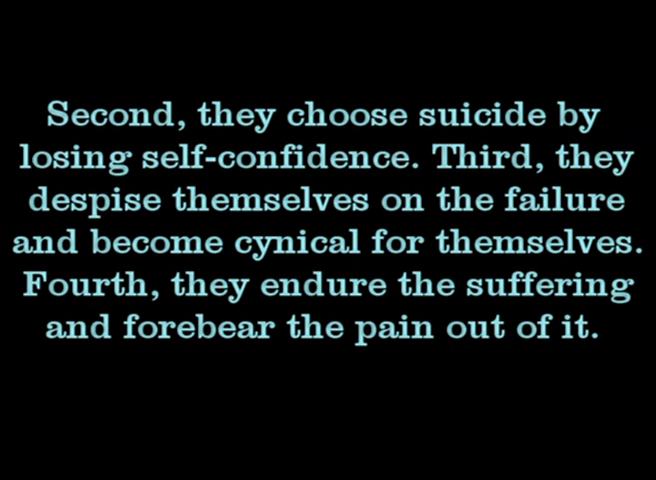 Second, they choose suicide by
losing self-confidence. Third, they
despise themselves on the failure
and become cynical for themselves.
Fourth, they endure the suffering
and forebear the pain out of it.